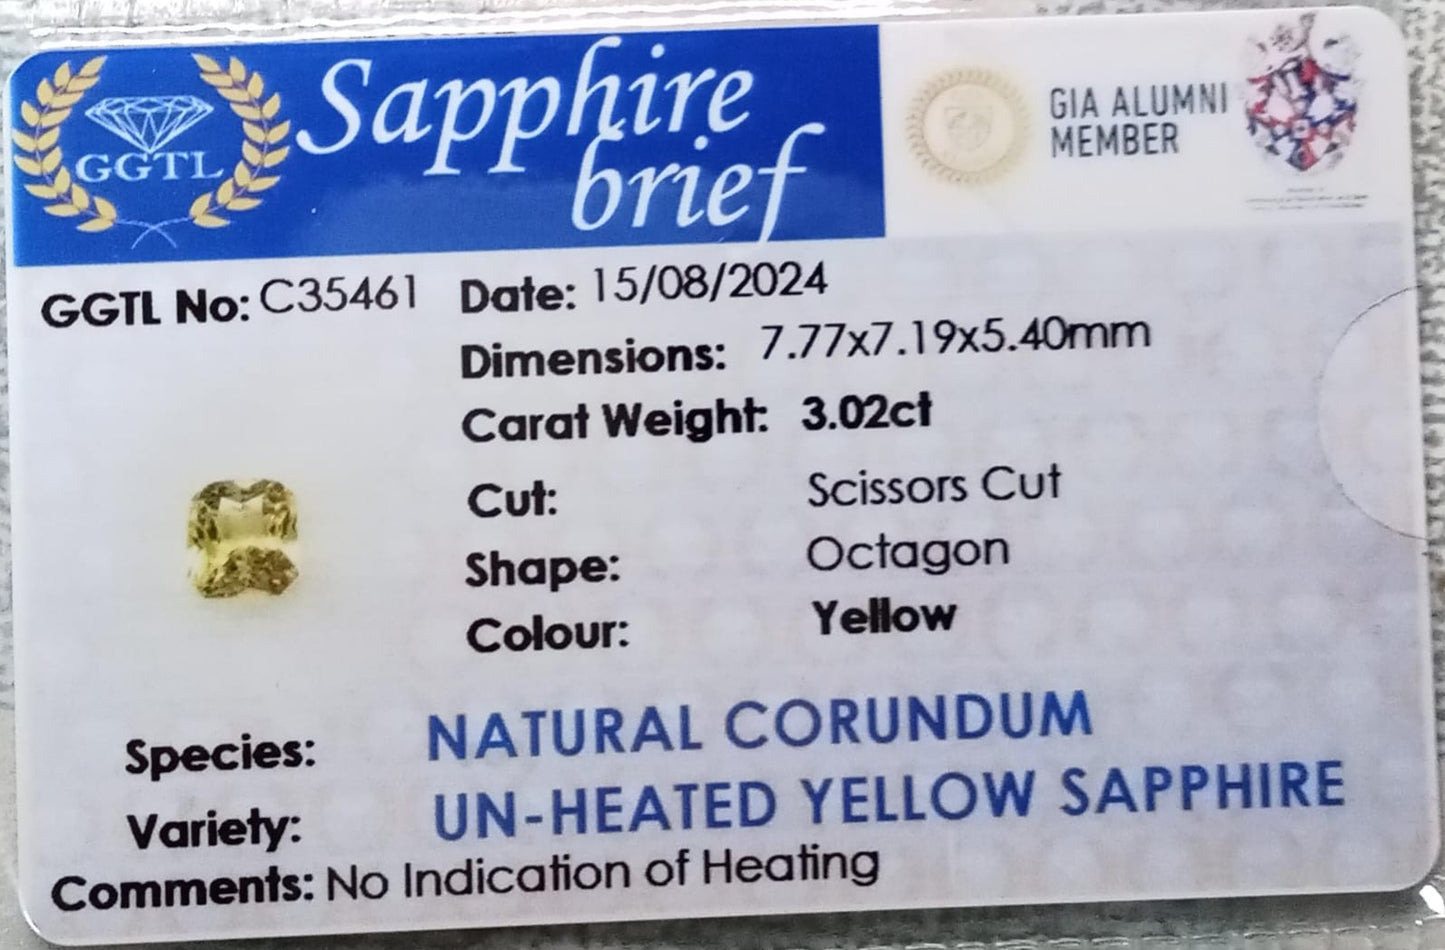 GGTL
Sapphire
brief
GIA ALUMNI
MEMBER
GGTL No: C35461 Date: 15/08/2024
Dimensions: 7.77x7.19x5.40mm
Carat Weight: 3.02ct
Cut: Scissors Cut
Shape: Octagon
Colour: Yellow
Species: NATURAL CORUNDUM
Variety: UN-HEATED YELLOW SAPPHIRE
Comments: No Indication of Heating